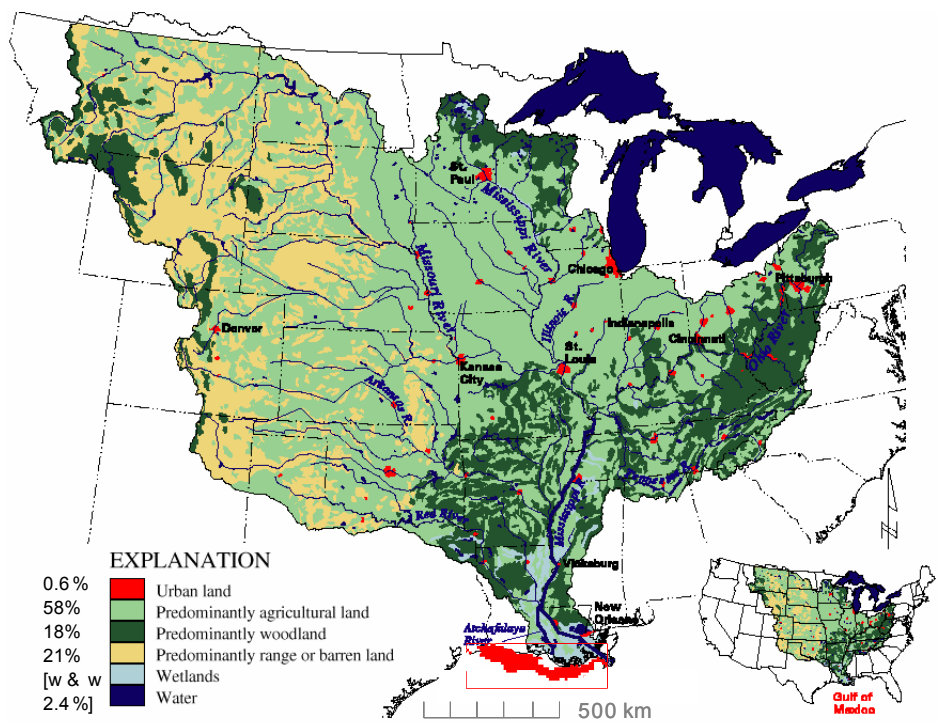 St.
Paul
Mississippi
River
Missouri River
Chicago
Pittsburgh
Illinois R.
Indianapolis
Cincinnati
Ohio River
Denver
St.
Louis
Kansas
City
Arkansas R.
Tennessee R.
Mississippi R.
Red River
Vicksburg
New
Orleans
Atchafalaya
River
EXPLANATION
0.6 % Urban land
58% Predominantly agricultural land
18% Predominantly woodland
21% Predominantly range or barren land
[w & w Wetlands
2.4 %] Water
500 km
Gulf of
Mexico